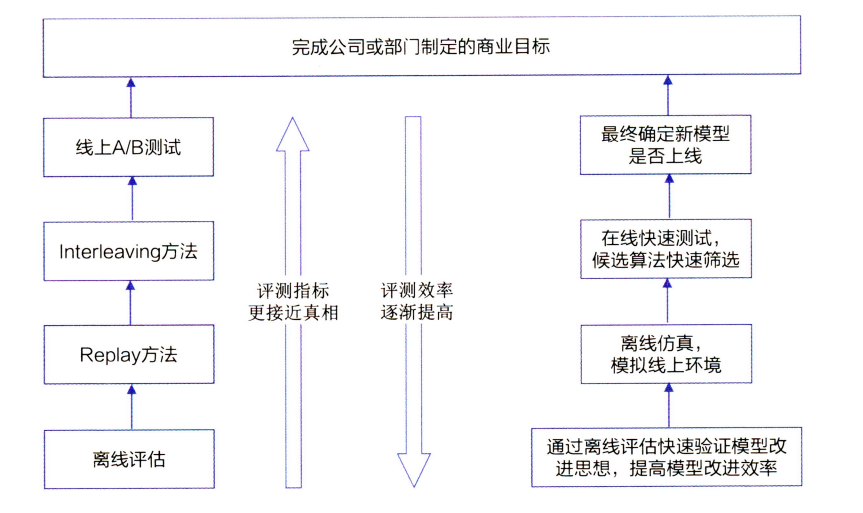 完成公司或部门制定的商业目标
线上A/B测试
最终确定新模型
是否上线
Interleaving方法
在线快速测试，
候选算法快速筛选
评测指标
更接近真相
评测效率
逐渐提高
Replay方法
离线仿真，
模拟线上环境
离线评估
通过离线评估快速验证模型改
进思想，提高模型改进效率